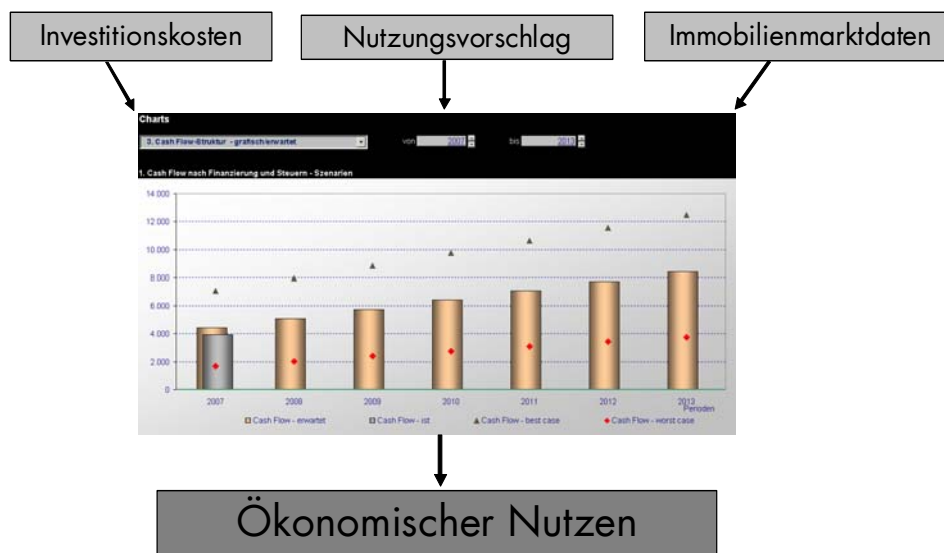 Investitionskosten
Nutzungsvorschlag
Immobilienmarktdaten
Charts
3. Cash Flow-Struktur - grafisch/erwartet von 2007 bis 2013
1. Cash Flow nach Finanzierung und Steuern - Szenarien
14.000
12.000
10.000
8.000
6.000
4.000
2.000
0
2007 2008 2009 2010 2011 2012 2013
Perioden
Cash Flow - erwartet Cash Flow - ist Cash Flow - best case Cash Flow - worst case
Ökonomischer Nutzen